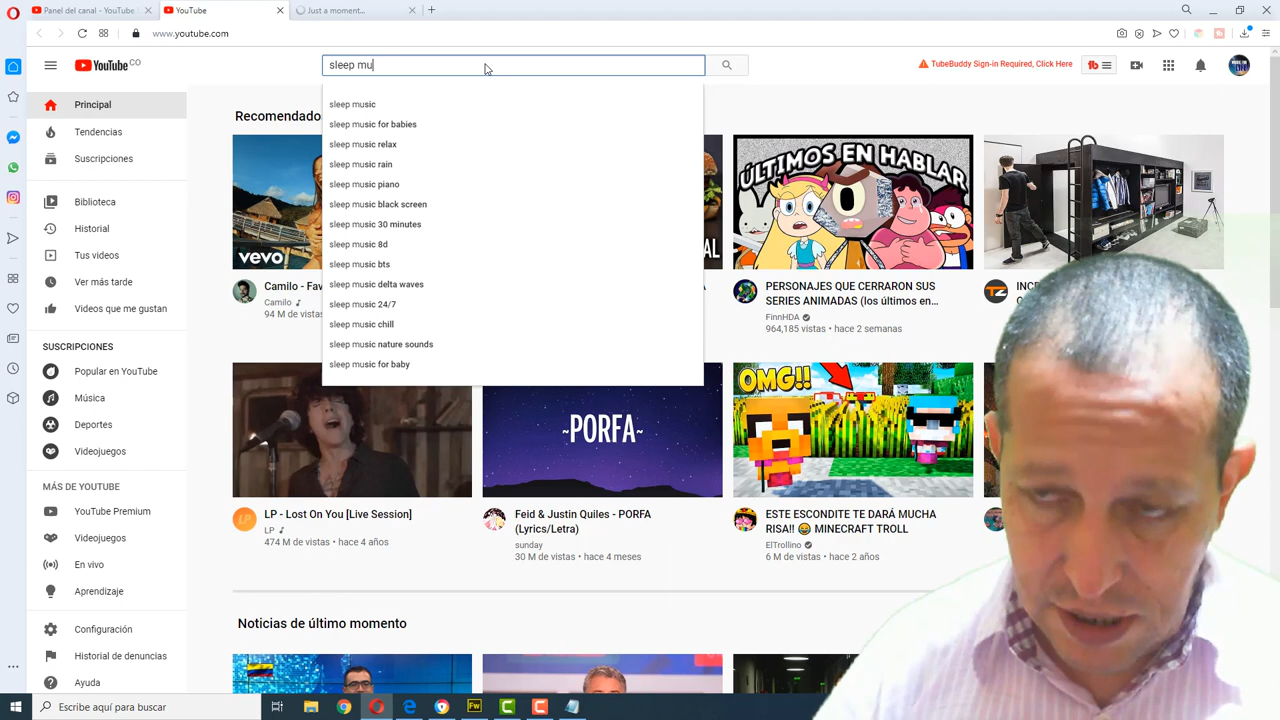 Panel del canal - YouTube
YouTube
Just a moment...
www.youtube.com
YouTube CO
sleep mu
TubeBuddy Sign-in Required, Click Here
tb
Principal
Tendencias
Suscripciones
Biblioteca
Historial
Tus videos
Ver más tarde
Videos que me gustan
SUSCRIPCIONES
Popular en YouTube
Música
Deportes
Videojuegos
MÁS DE YOUTUBE
YouTube Premium
Videojuegos
En vivo
Aprendizaje
Configuración
Historial de denuncias
Ayuda
Recomendado
sleep music
sleep music for babies
sleep music relax
sleep music rain
sleep music piano
sleep music black screen
sleep music 30 minutes
sleep music 8d
sleep music bts
sleep music delta waves
sleep music 24/7
sleep music chill
sleep music nature sounds
sleep music for baby
vevo
Camilo - Fav
Camilo
94 M de vistas
AL
ÚLTIMOS EN HABLAR
PERSONAJES QUE CERRARON SUS
SERIES ANIMADAS (los últimos en...
FinnHDA
964,185 vistas • hace 2 semanas
TZ
INC
LP - Lost On You [Live Session]
LP
474 M de vistas • hace 4 años
~PORFA~
Feid & Justin Quiles - PORFA
(Lyrics/Letra)
sunday
30 M de vistas • hace 4 meses
OMG!!
ESTE ESCONDITE TE DARÁ MUCHA
RISA!! 😅 MINECRAFT TROLL
ElTrollino
6 M de vistas • hace 2 años
Noticias de último momento
Escribe aquí para buscar
Fw